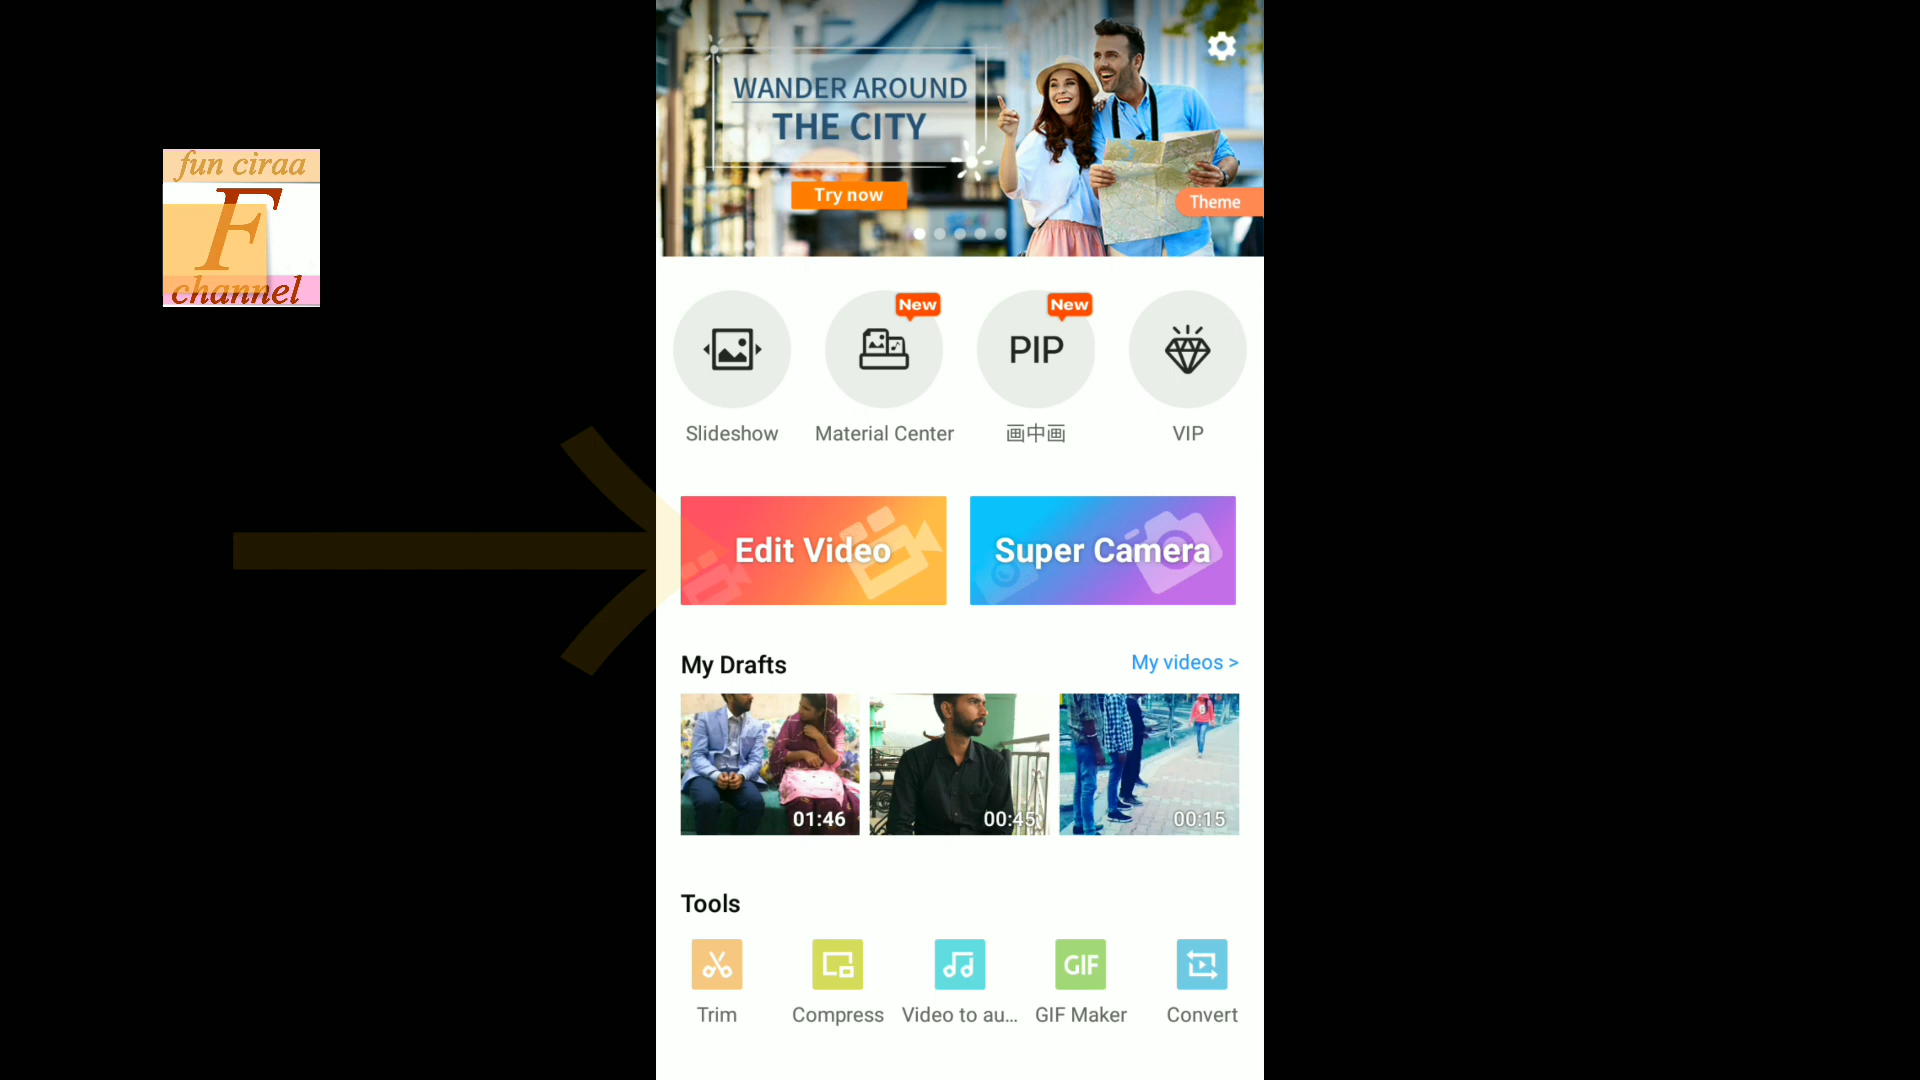 fun ciraa
F
channel
WANDER AROUND
THE CITY
Try now
Theme
New
New
PIP
Slideshow
Material Center
画中画
VIP
Edit Video
Super Camera
My Drafts
My videos >
01:46
00:45
00:15
Tools
GIF
Trim
Compress
Video to au...
GIF Maker
Convert